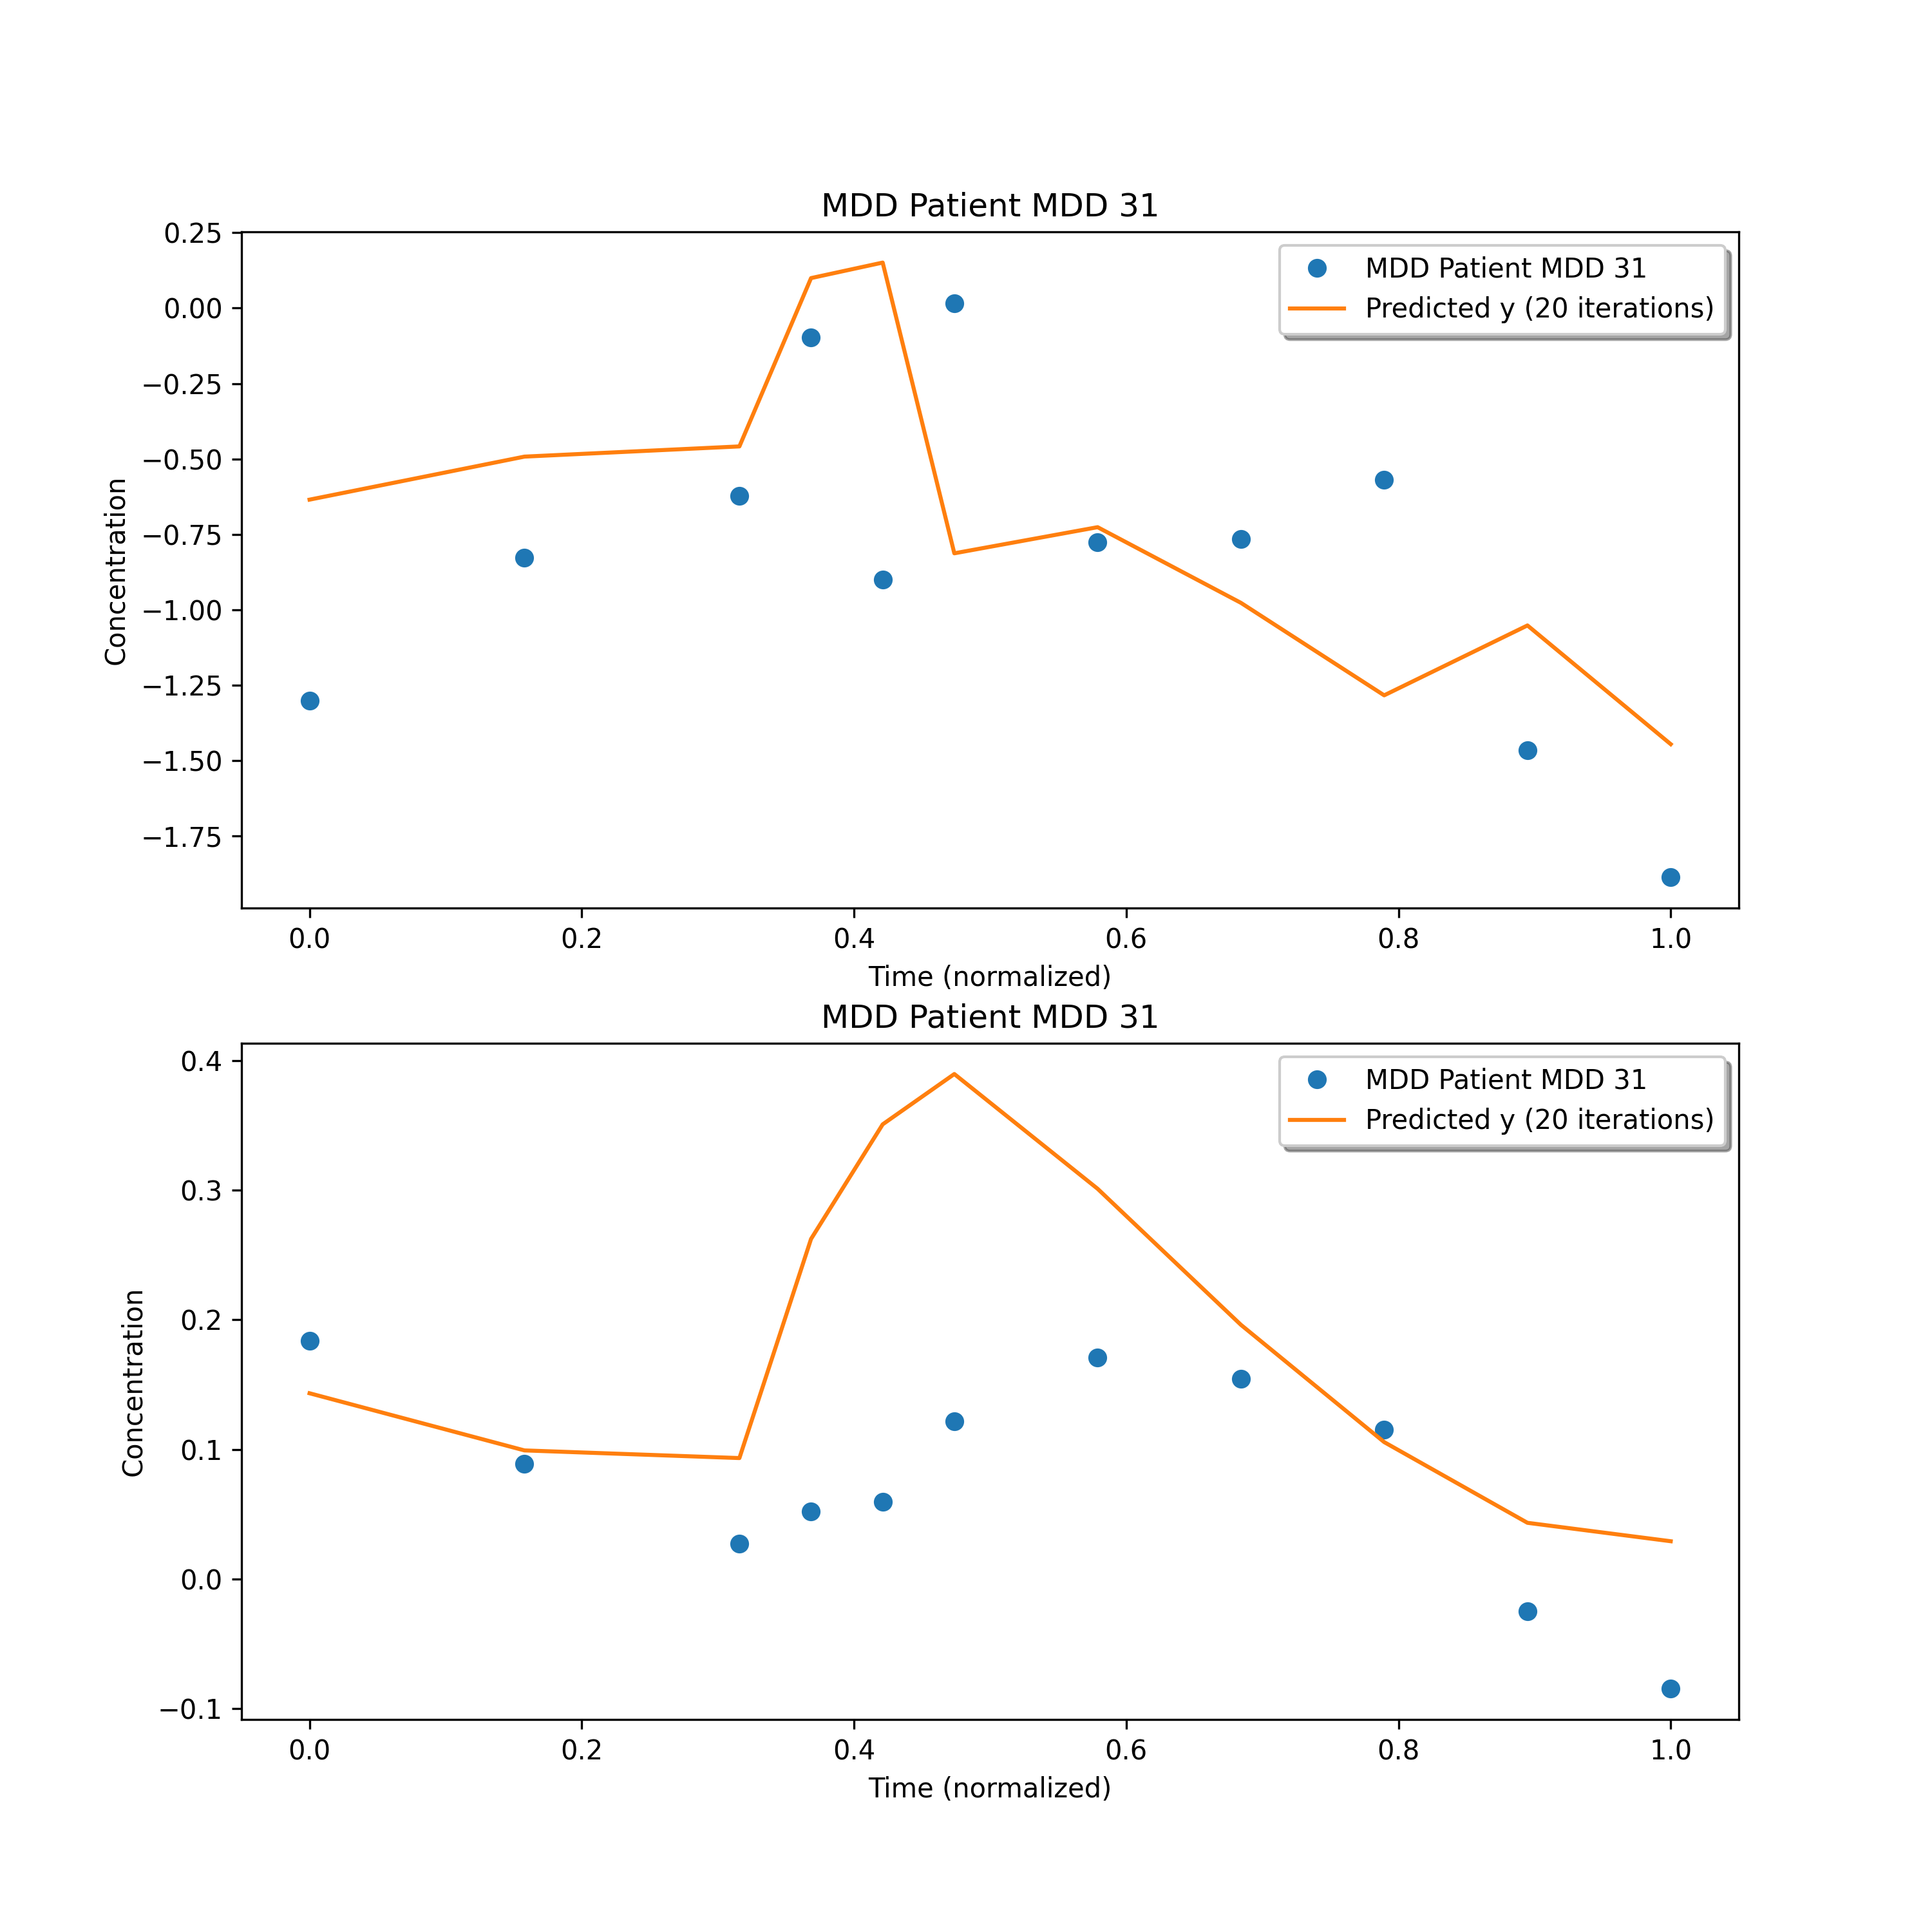 MDD Patient MDD 31
0.25
0.00
−0.25
−0.50
−0.75
−1.00
−1.25
−1.50
−1.75
Concentration
MDD Patient MDD 31
Predicted y (20 iterations)
0.0 0.2 0.4 0.6 0.8 1.0
Time (normalized)
MDD Patient MDD 31
0.4
0.3
0.2
0.1
0.0
−0.1
Concentration
MDD Patient MDD 31
Predicted y (20 iterations)
0.0 0.2 0.4 0.6 0.8 1.0
Time (normalized)